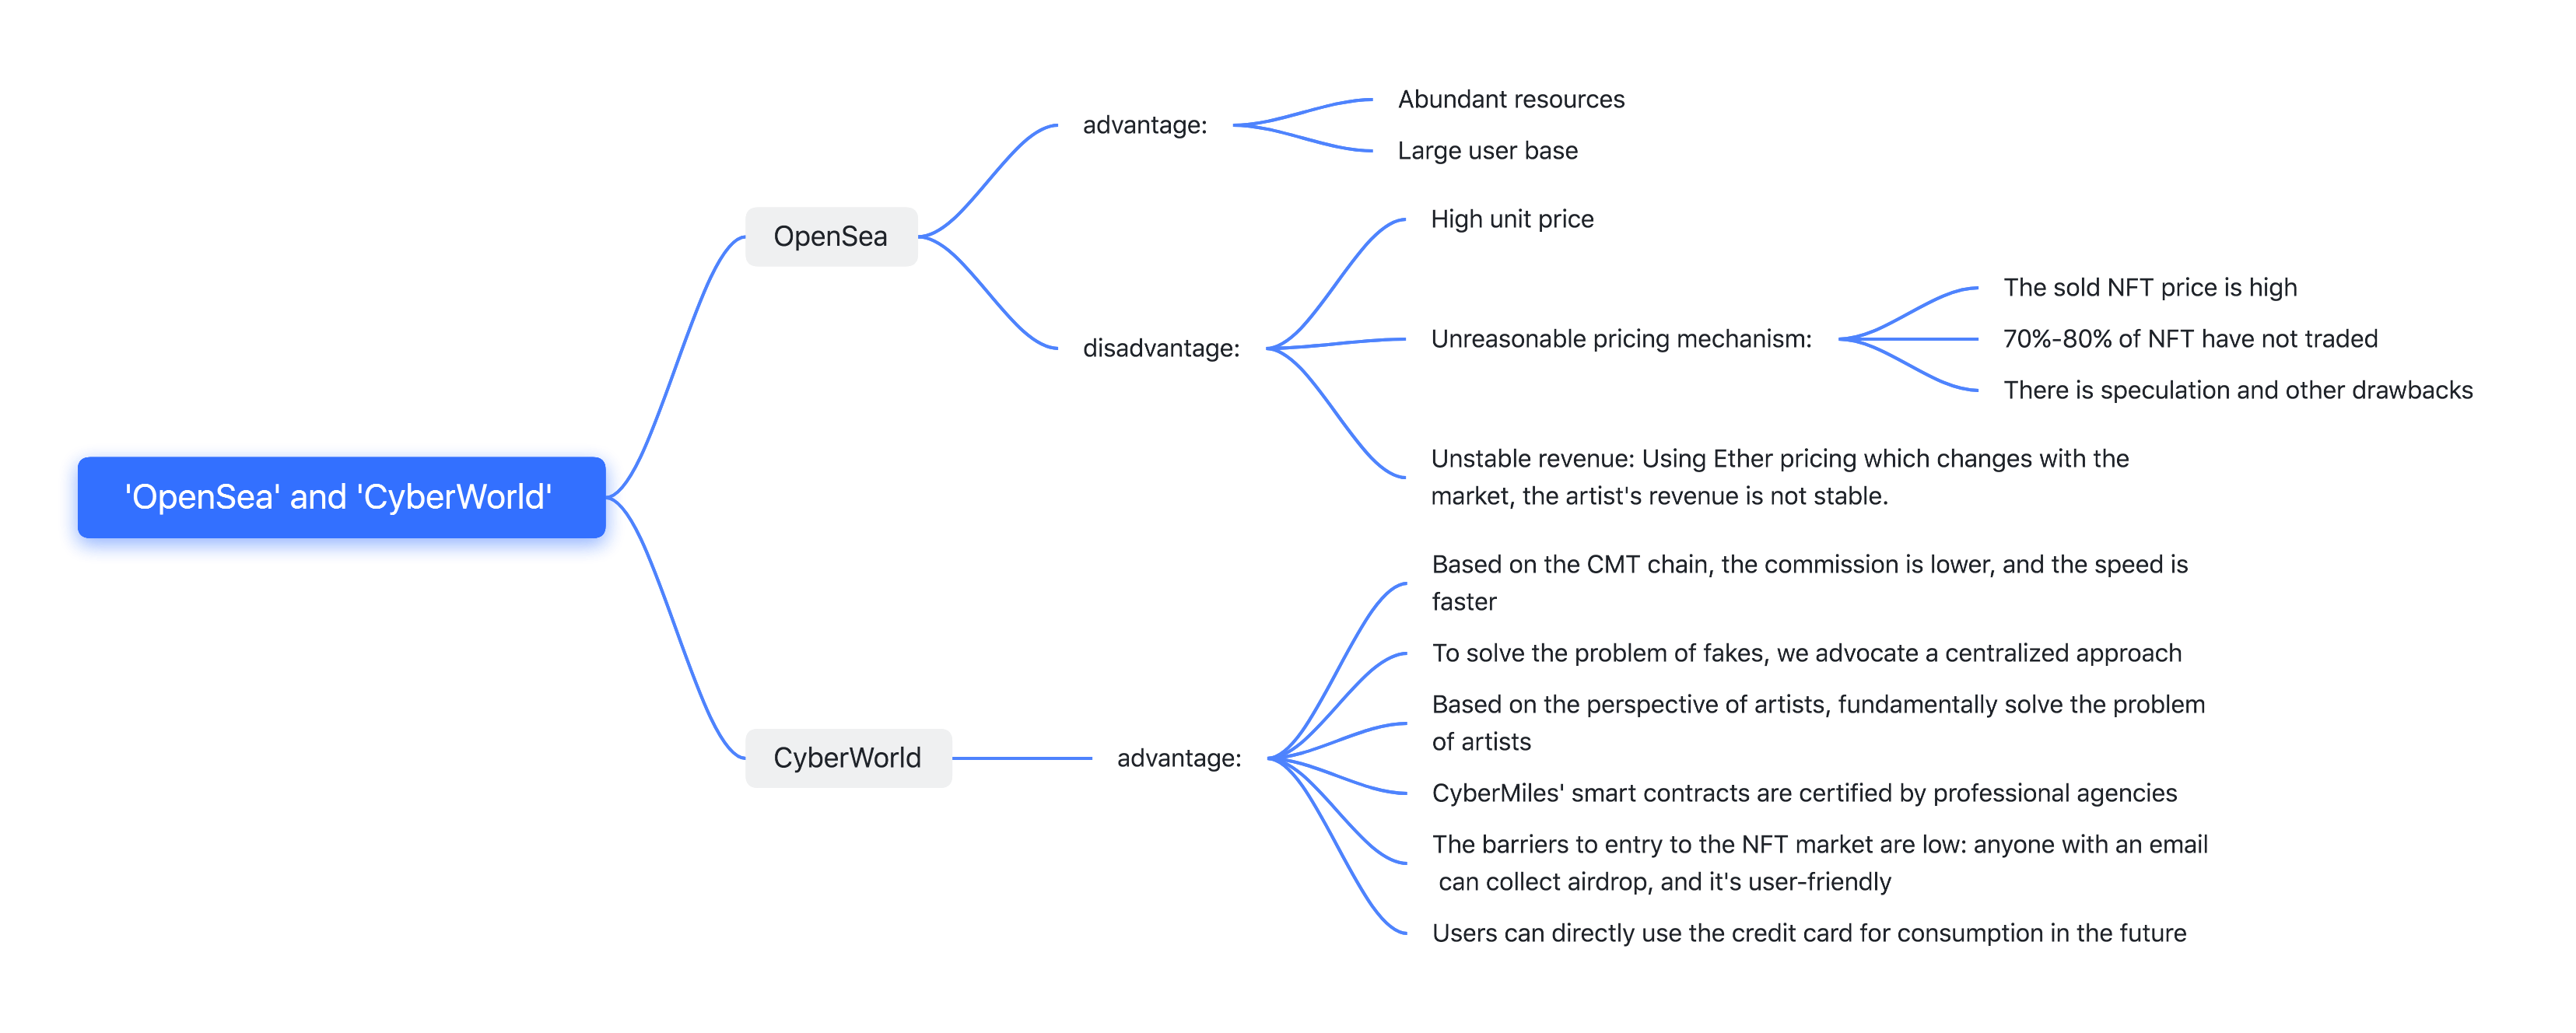 'OpenSea' and 'CyberWorld'
OpenSea
advantage:
Abundant resources
Large user base
disadvantage:
High unit price
Unreasonable pricing mechanism:
The sold NFT price is high
70%-80% of NFT have not traded
There is speculation and other drawbacks
Unstable revenue: Using Ether pricing which changes with the
market, the artist's revenue is not stable.
CyberWorld
advantage:
Based on the CMT chain, the commission is lower, and the speed is
faster
To solve the problem of fakes, we advocate a centralized approach
Based on the perspective of artists, fundamentally solve the problem
of artists
CyberMiles' smart contracts are certified by professional agencies
The barriers to entry to the NFT market are low: anyone with an email
can collect airdrop, and it's user-friendly
Users can directly use the credit card for consumption in the future